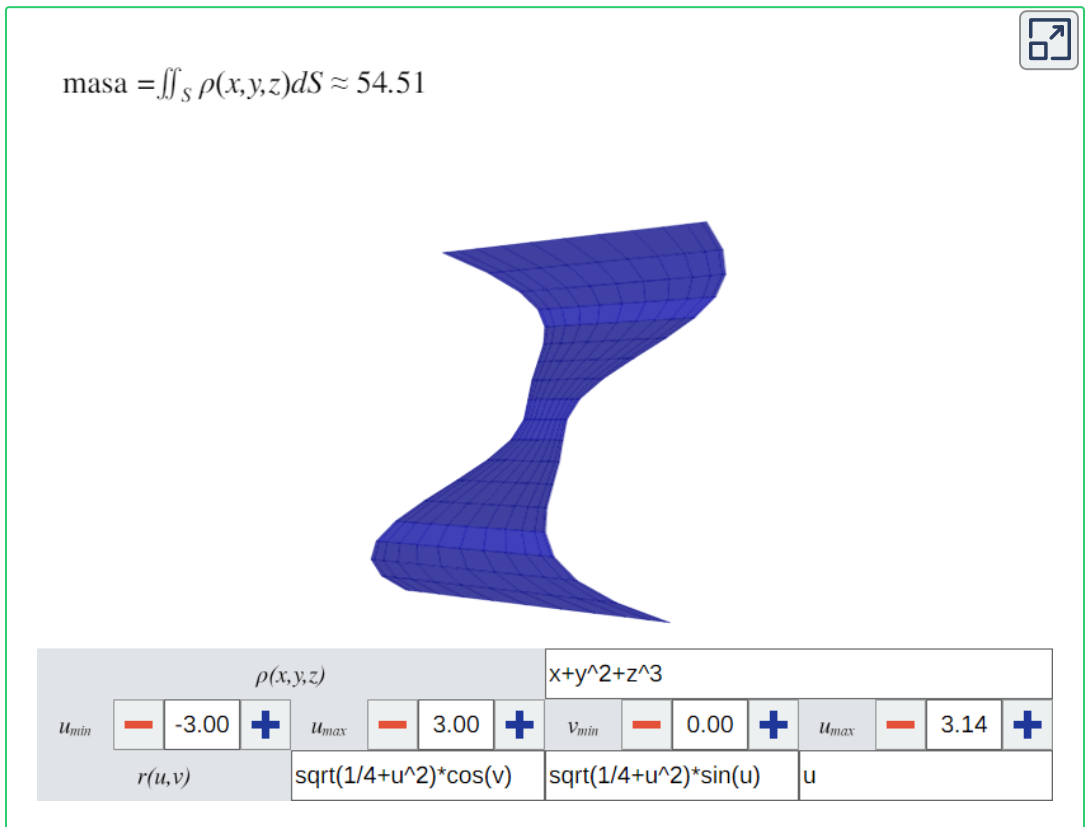 masa = ∬_S ρ(x,y,z)dS ≈ 54.51
ρ(x,y,z) x+y^2+z^3
u_min -3.00 u_max 3.00 v_min 0.00 u_max 3.14
r(u,v) sqrt(1/4+u^2)*cos(v) sqrt(1/4+u^2)*sin(u) u